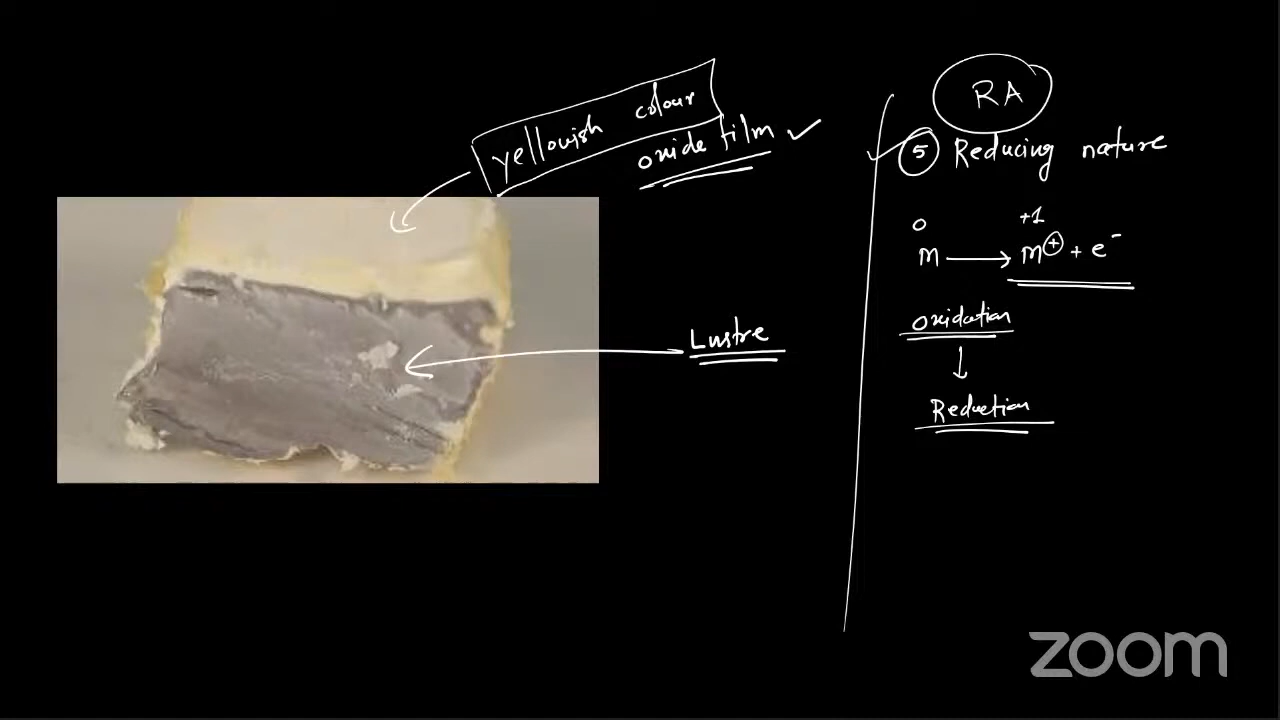 yellowish colour
oxide film ✓
Lustre
RA
⑤ Reducing nature
0 +1
m ⟶ m⊕ + e⁻
Oxidation
↓
Reduction
zoom